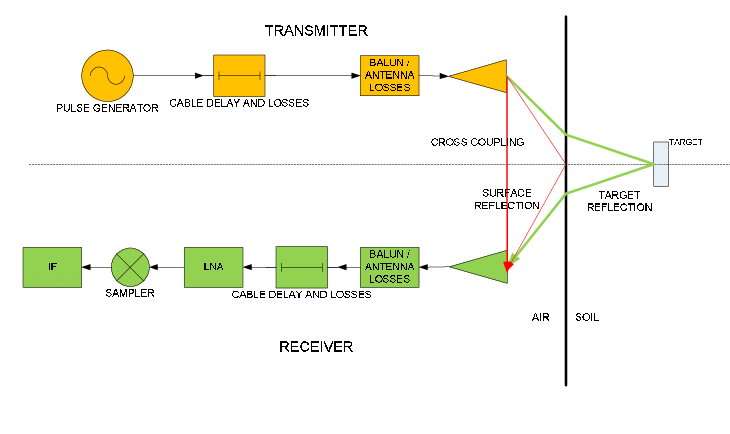 TRANSMITTER
BALUN /
ANTENNA
LOSSES
PULSE GENERATOR
CABLE DELAY AND LOSSES
CROSS COUPLING
TARGET
SURFACE
REFLECTION
TARGET
REFLECTION
IF
SAMPLER
LNA
CABLE DELAY AND LOSSES
BALUN /
ANTENNA
LOSSES
AIR
SOIL
RECEIVER